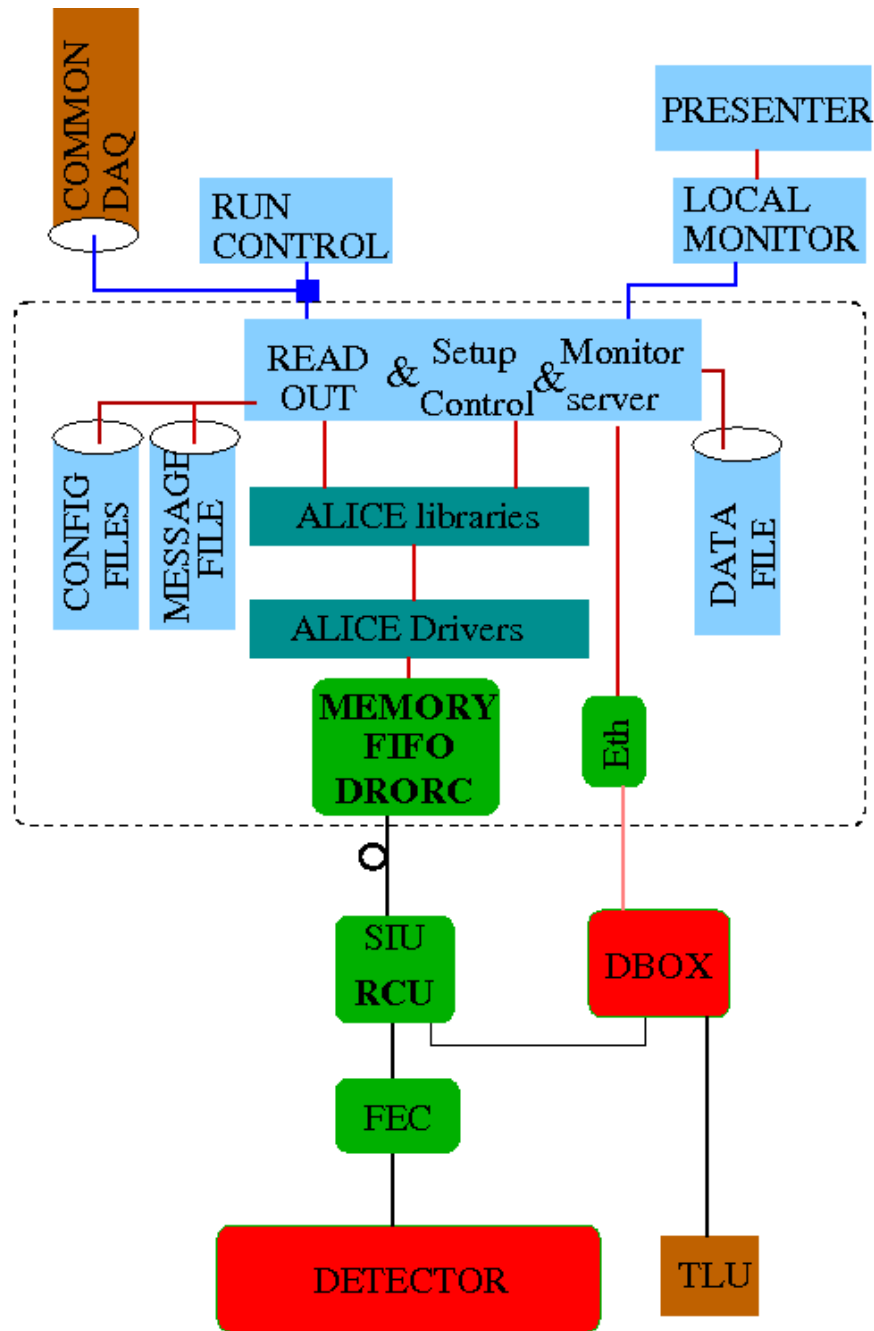 COMMON
DAQ
PRESENTER
RUN
CONTROL
LOCAL
MONITOR
READ
OUT
&
Setup
Control
&
Monitor
server
CONFIG
FILES
MESSAGE
FILE
DATA
FILE
ALICE libraries
ALICE Drivers
MEMORY
FIFO
DRORC
Eth
SIU
RCU
DBOX
FEC
DETECTOR
TLU